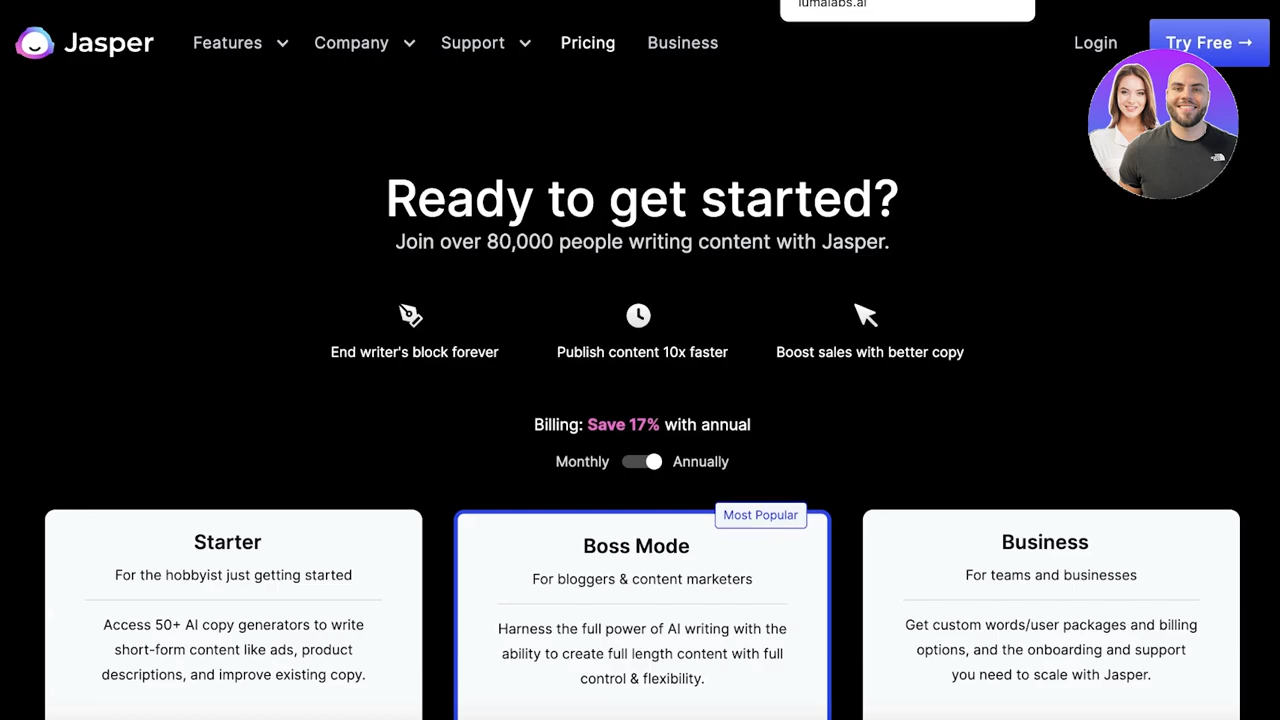 lumalabs.ai
Jasper
Features
Company
Support
Pricing
Business
Login
Try Free →
Ready to get started?
Join over 80,000 people writing content with Jasper.
End writer's block forever
Publish content 10x faster
Boost sales with better copy
Billing: Save 17% with annual
Monthly
Annually
Starter
For the hobbyist just getting started
Access 50+ AI copy generators to write
short-form content like ads, product
descriptions, and improve existing copy.
Most Popular
Boss Mode
For bloggers & content marketers
Harness the full power of AI writing with the
ability to create full length content with full
control & flexibility.
Business
For teams and businesses
Get custom words/user packages and billing
options, and the onboarding and support
you need to scale with Jasper.